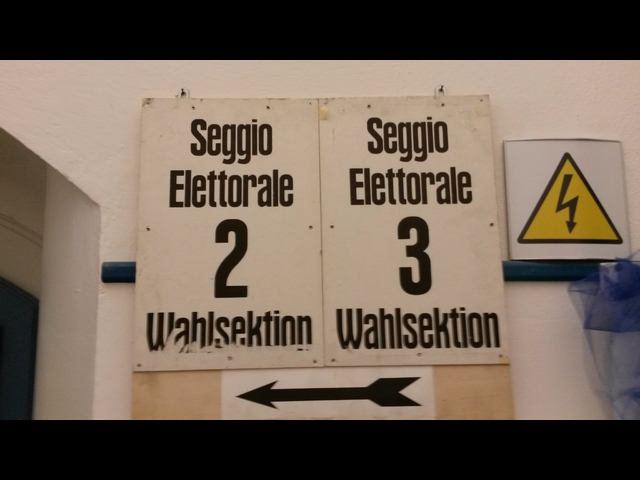 Seggio
Elettorale
2
Wahlsektion
Seggio
Elettorale
3
Wahlsektion